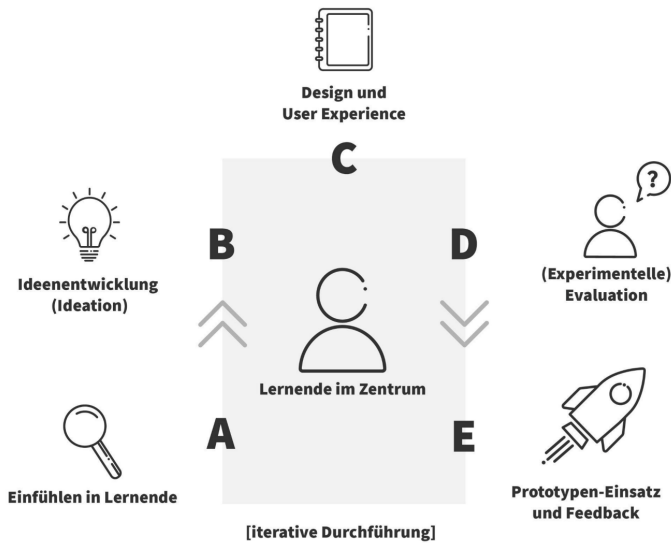 Design und
User Experience
C
B
D
?
Ideenentwicklung
(Ideation)
(Experimentelle)
Evaluation
Lernende im Zentrum
A
E
Einfühlen in Lernende
Prototypen-Einsatz
und Feedback
[iterative Durchführung]